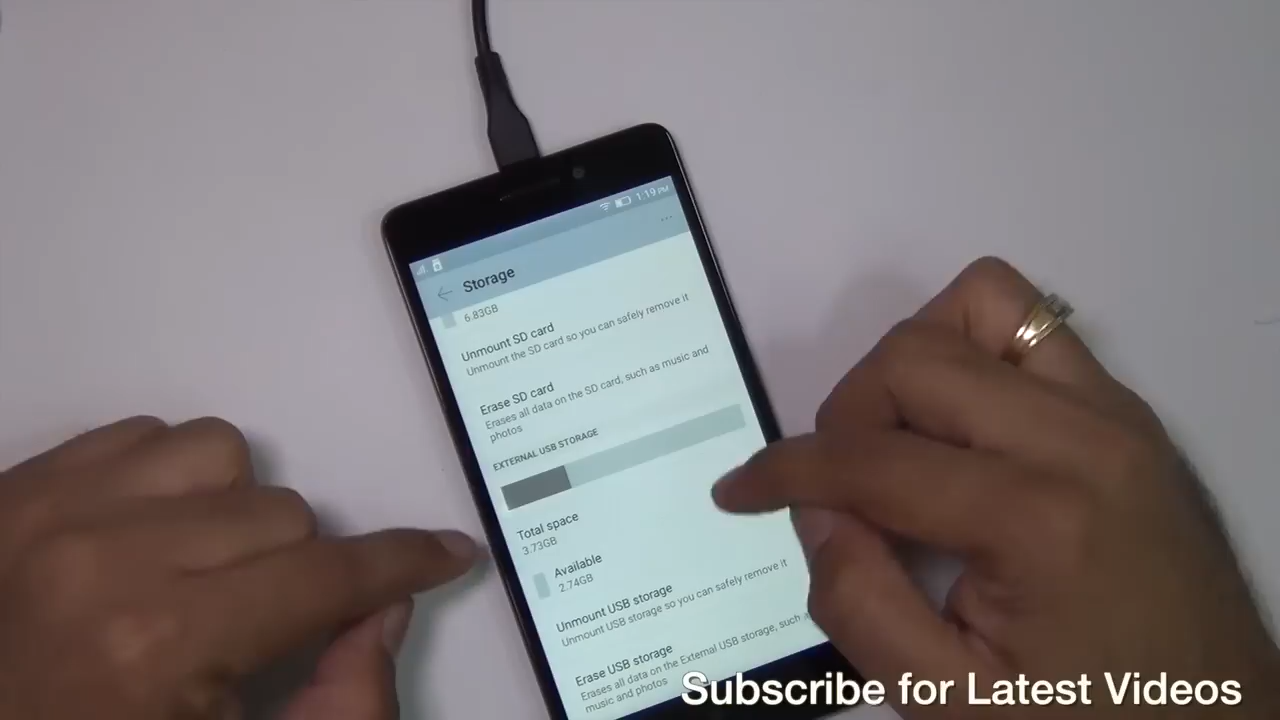 1:19 PM
...
Storage
6.83GB
Unmount SD card
Unmount the SD card so you can safely remove it
Erase SD card
Erases all data on the SD card, such as music and
photos
EXTERNAL USB STORAGE
Total space
3.73GB
Available
2.74GB
Unmount USB storage
Unmount USB storage so you can safely remove it
Erase USB storage
Erases all data on the External USB storage, such
music and photos
Subscribe for Latest Videos